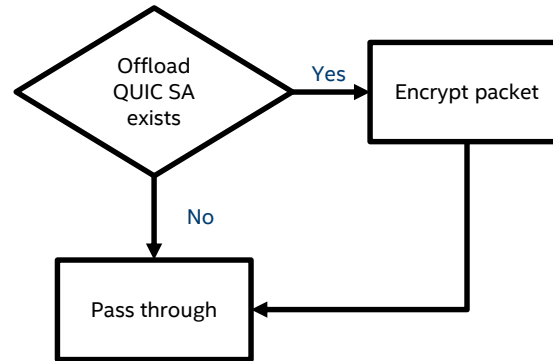 Offload
QUIC SA
exists
Yes
Encrypt packet
No
Pass through